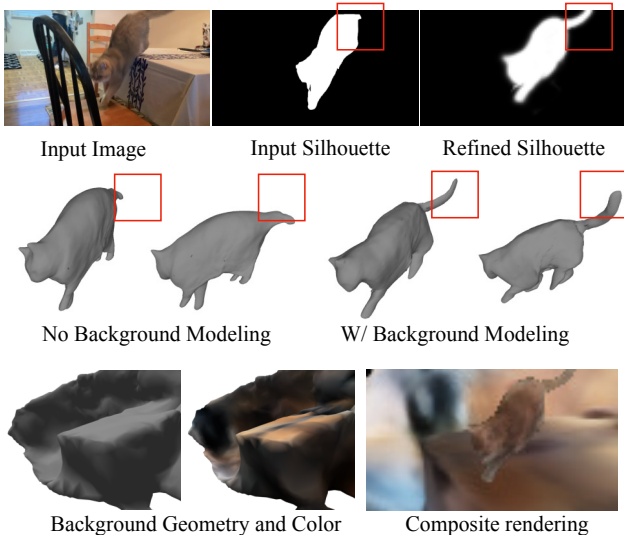 Input Image
Input Silhouette
Refined Silhouette
No Background Modeling
W/ Background Modeling
Background Geometry and Color
Composite rendering